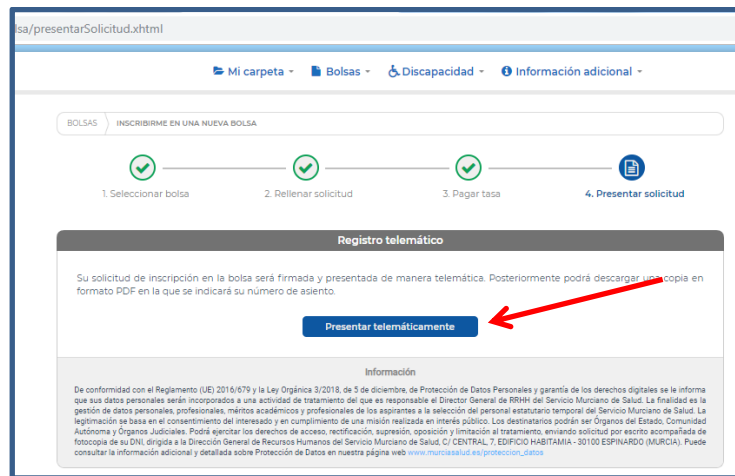 lsa/presentarSolicitud.xhtml
Mi carpeta Bolsas Discapacidad Información adicional
BOLSAS INSCRIBIRME EN UNA NUEVA BOLSA
1. Seleccionar bolsa 2. Rellenar solicitud 3. Pagar tasa 4. Presentar solicitud
Registro telemático
Su solicitud de inscripción en la bolsa será firmada y presentada de manera telemática. Posteriormente podrá descargar una copia en
formato PDF en la que se indicará su número de asiento.
Presentar telemáticamente
Información
De conformidad con el Reglamento (UE) 2016/679 y la Ley Orgánica 3/2018, de 5 de diciembre, de Protección de Datos Personales y garantía de los derechos digitales se le informa
que sus datos personales serán incorporados a una actividad de tratamiento del que es responsable el Director General de RRHH del Servicio Murciano de Salud. La finalidad es la
gestión de datos personales, profesionales, méritos académicos y profesionales de los aspirantes a la selección del personal estatutario temporal del Servicio Murciano de Salud. La
legitimación se basa en el consentimiento del interesado y en cumplimiento de una misión realizada en interés público. Los destinatarios podrán ser Órganos del Estado, Comunidad
Autónoma y Órganos Judiciales. Podrá ejercitar los derechos de acceso, rectificación, supresión, oposición y limitación al tratamiento, enviando solicitud por escrito acompañada de
fotocopia de su DNI, dirigida a la Dirección General de Recursos Humanos del Servicio Murciano de Salud, C/ CENTRAL, 7, EDIFICIO HABITAMIA - 30100 ESPINARDO (MURCIA). Puede
consultar la información adicional y detallada sobre Protección de Datos en nuestra página web www.murciasalud.es/proteccion_datos